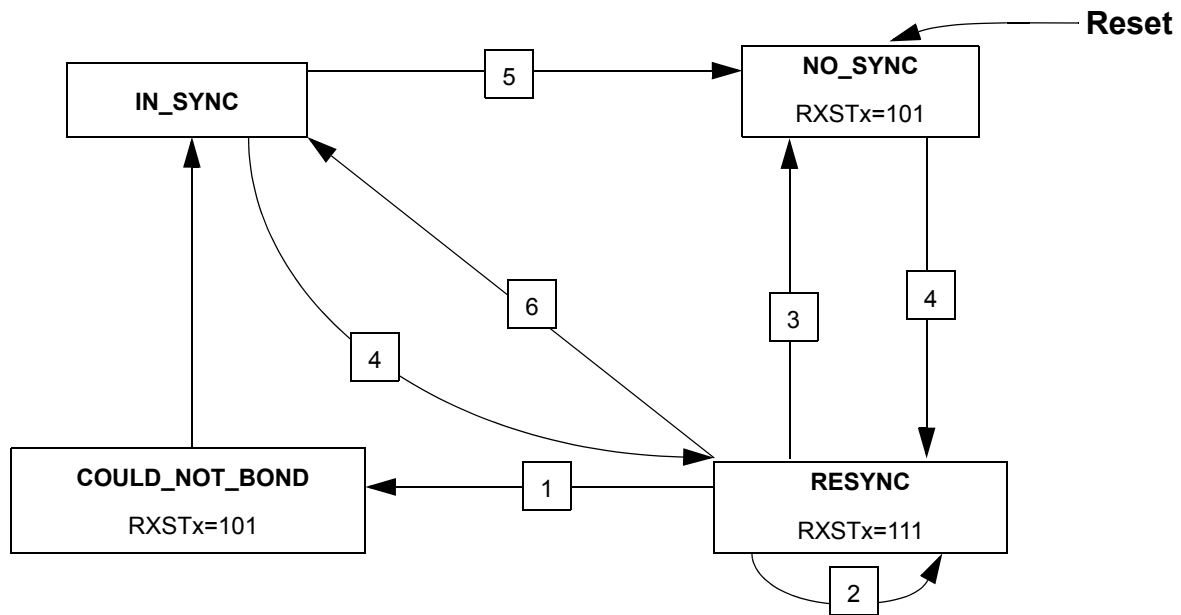 Reset
NO_SYNC
RXSTx=101
IN_SYNC
5
6
3
4
4
COULD_NOT_BOND
RXSTx=101
1
RESYNC
RXSTx=111
2